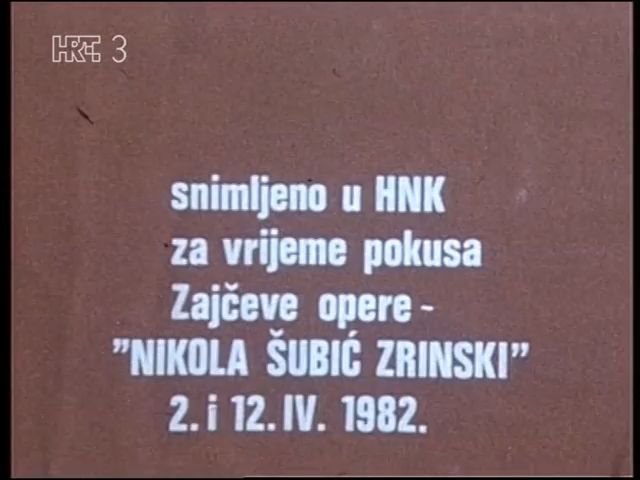 HRT 3
snimljeno u HNK
za vrijeme pokusa
Zajčeve opere -
"NiKOLA ŠUBIĆ ZRINSKI"
2. i 12. IV. 1982.